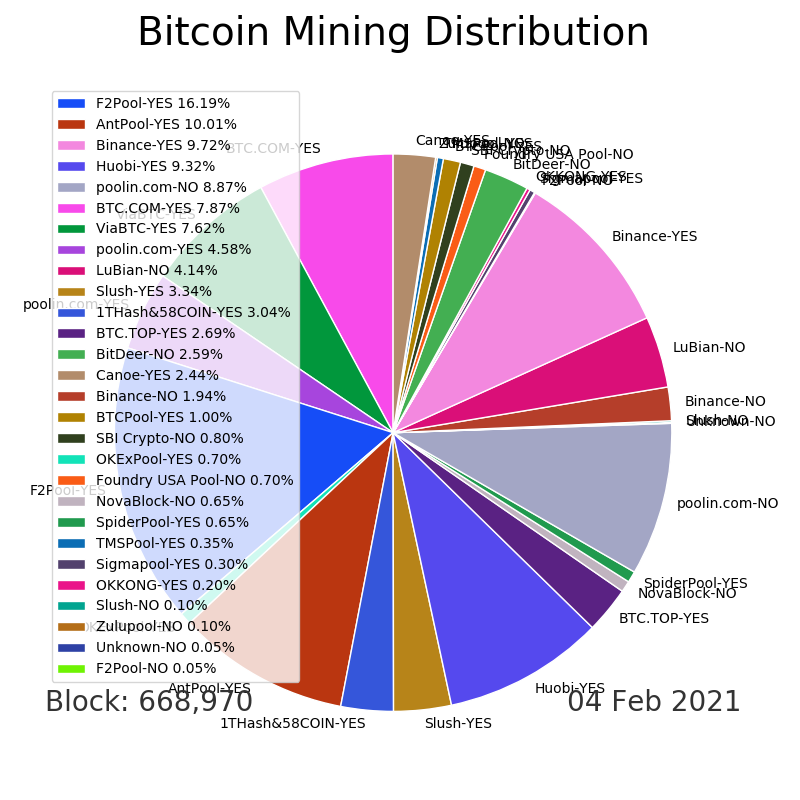 Bitcoin Mining Distribution
F2Pool-YES 16.19%
AntPool-YES 10.01%
Binance-YES 9.72%
Huobi-YES 9.32%
poolin.com-NO 8.87%
BTC.COM-YES 7.87%
ViaBTC-YES 7.62%
poolin.com-YES 4.58%
LuBian-NO 4.14%
Slush-YES 3.34%
1THash&58COIN-YES 3.04%
BTC.TOP-YES 2.69%
BitDeer-NO 2.59%
Canoe-YES 2.44%
Binance-NO 1.94%
BTCPool-YES 1.00%
SBI Crypto-NO 0.80%
OKExPool-YES 0.70%
Foundry USA Pool-NO 0.70%
NovaBlock-NO 0.65%
SpiderPool-YES 0.65%
TMSPool-YES 0.35%
Sigmapool-YES 0.30%
OKKONG-YES 0.20%
Slush-NO 0.10%
Zulupool-NO 0.10%
Unknown-NO 0.05%
F2Pool-NO 0.05%
BTC.COM-YES
ViaBTC-YES
poolin.com-YES
F2Pool-YES
AntPool-YES
1THash&58COIN-YES
Slush-YES
Huobi-YES
BTC.TOP-YES
NovaBlock-NO
SpiderPool-YES
poolin.com-NO
Unknown-NO
Slush-NO
Binance-NO
LuBian-NO
Binance-YES
OKKONG-YES
BitDeer-NO
Foundry USA Pool-NO
Canoe-YES
Block: 668,970
04 Feb 2021